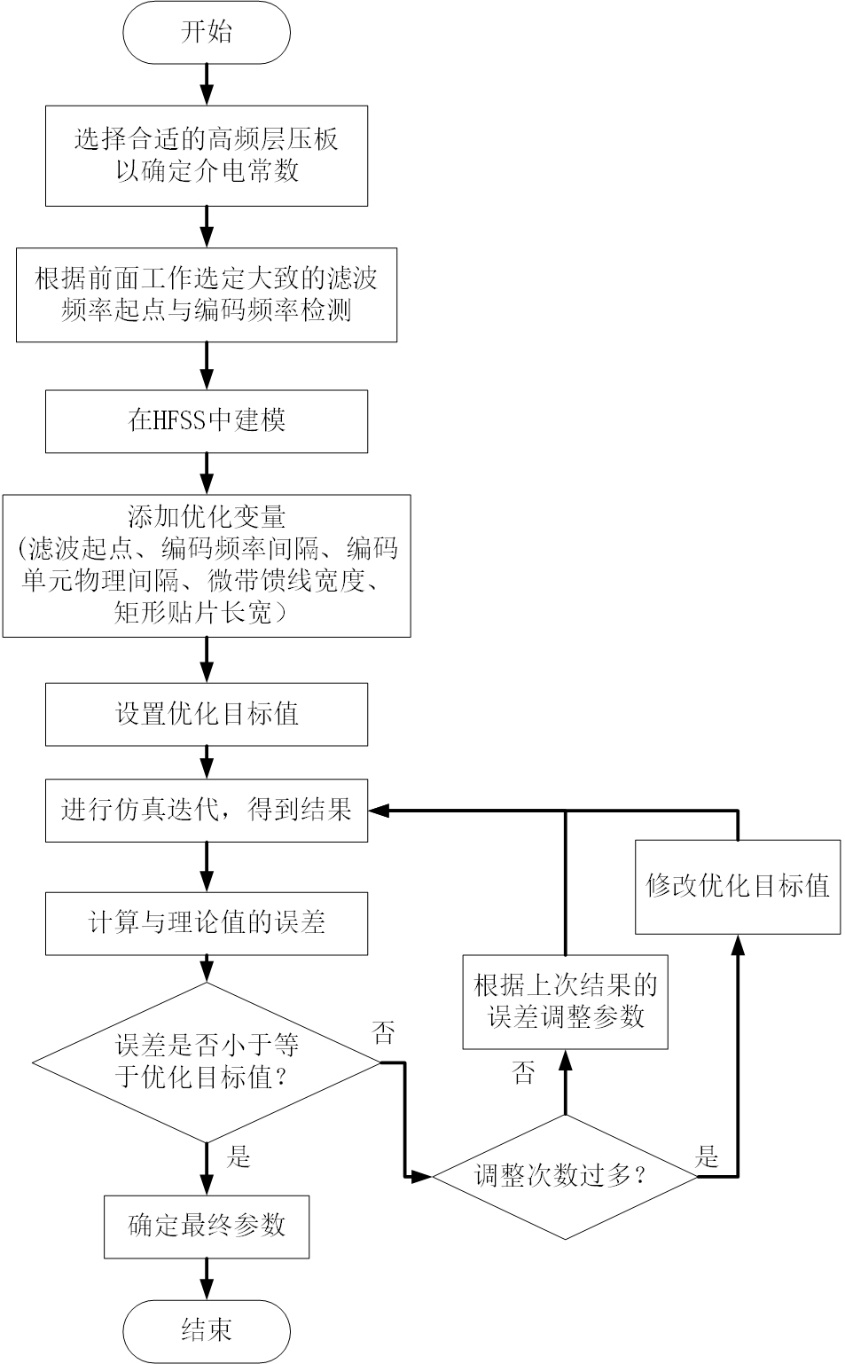 开始
选择合适的高频层压板
以确定介电常数
根据前面工作选定大致的滤波
频率起点与编码频率检测
在HFSS中建模
添加优化变量
(滤波起点、编码频率间隔、编码
单元物理间隔、微带馈线宽度、
矩形贴片长宽）
设置优化目标值
进行仿真迭代，得到结果
修改优化目标值
计算与理论值的误差
根据上次结果的
误差调整参数
误差是否小于等
于优化目标值？
否
否
调整次数过多？
是
是
确定最终参数
结束